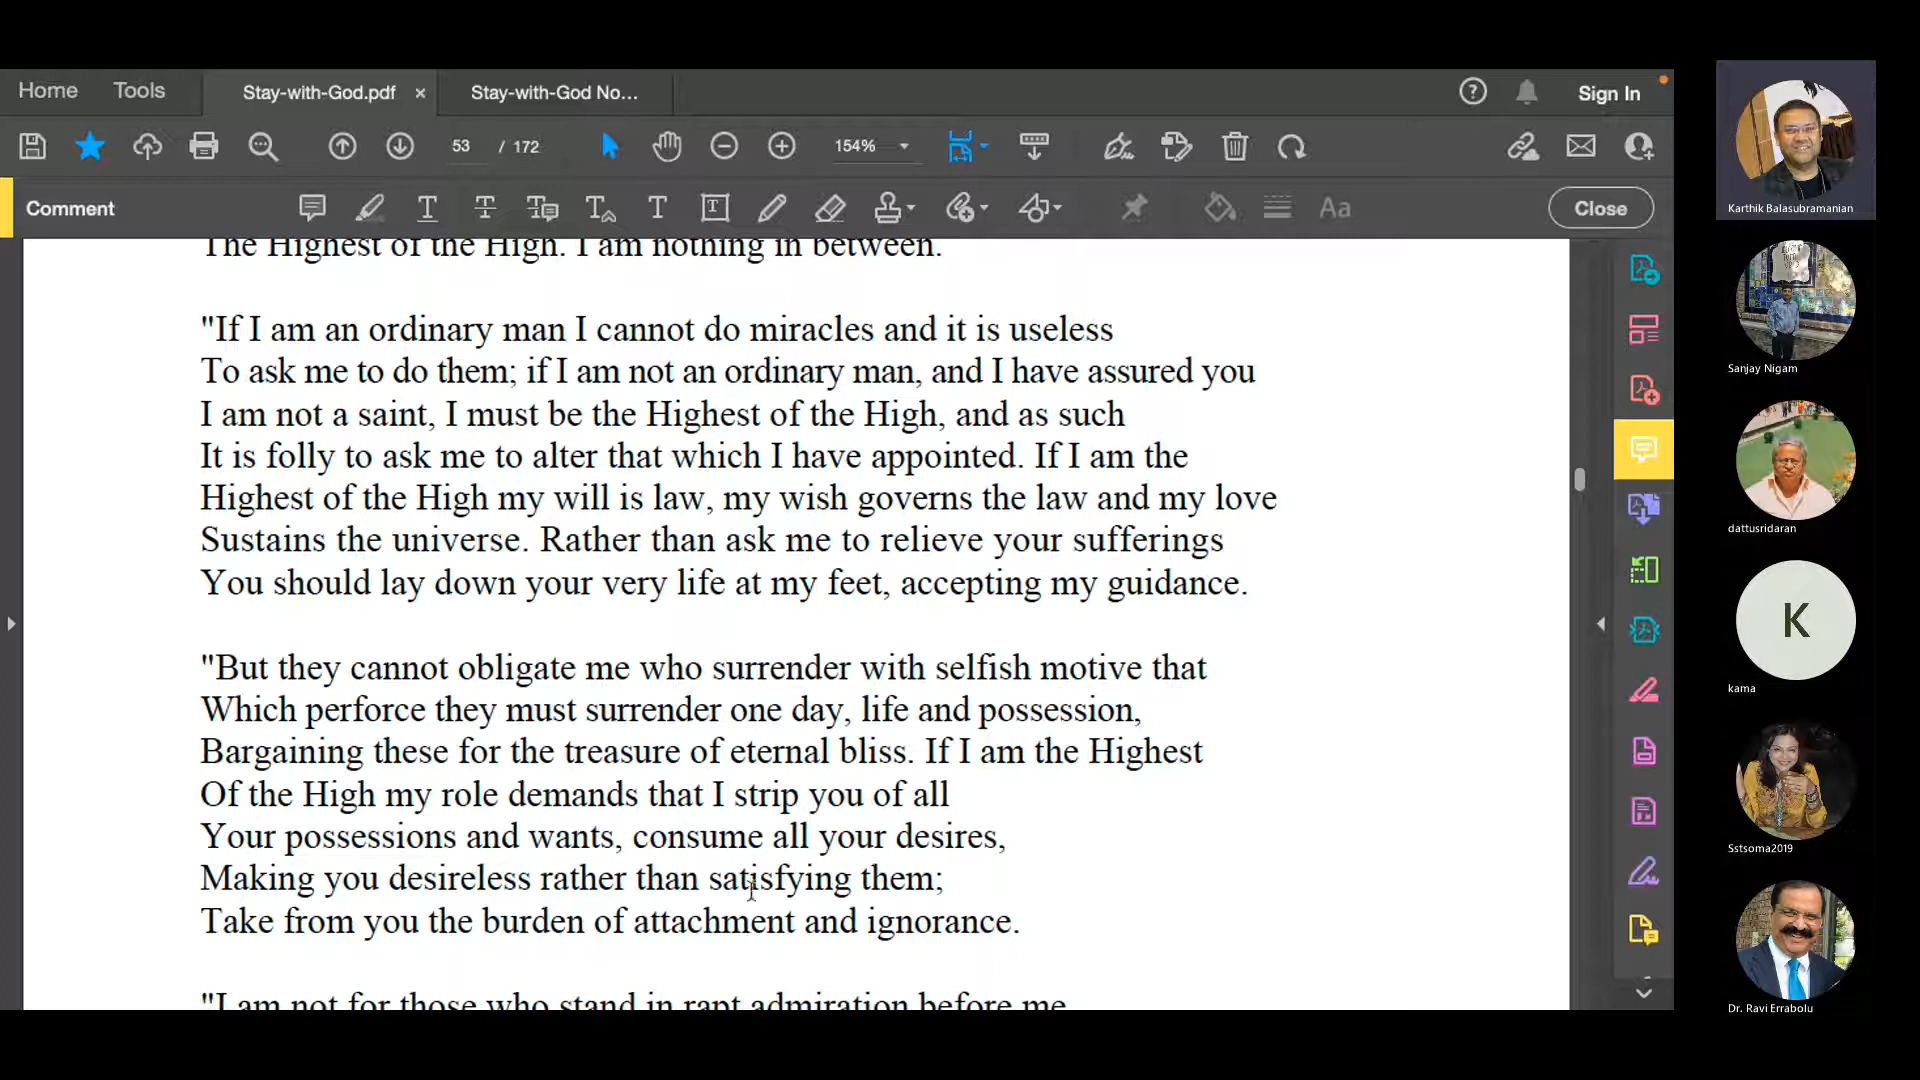 Home
Tools
Stay-with-God.pdf
Stay-with-God No...
Sign In
53 / 172
154%
Comment
Aa
Close
The Highest of the High. I am nothing in between.
"If I am an ordinary man I cannot do miracles and it is useless
To ask me to do them; if I am not an ordinary man, and I have assured you
I am not a saint, I must be the Highest of the High, and as such
It is folly to ask me to alter that which I have appointed. If I am the
Highest of the High my will is law, my wish governs the law and my love
Sustains the universe. Rather than ask me to relieve your sufferings
You should lay down your very life at my feet, accepting my guidance.
"But they cannot obligate me who surrender with selfish motive that
Which perforce they must surrender one day, life and possession,
Bargaining these for the treasure of eternal bliss. If I am the Highest
Of the High my role demands that I strip you of all
Your possessions and wants, consume all your desires,
Making you desireless rather than satisfying them;
Take from you the burden of attachment and ignorance.
"I am not for those who stand in rapt admiration before me
Karthik Balasubramanian
Sanjay Nigam
dattusridaran
K
kama
Sstsoma2019
Dr. Ravi Errabolu